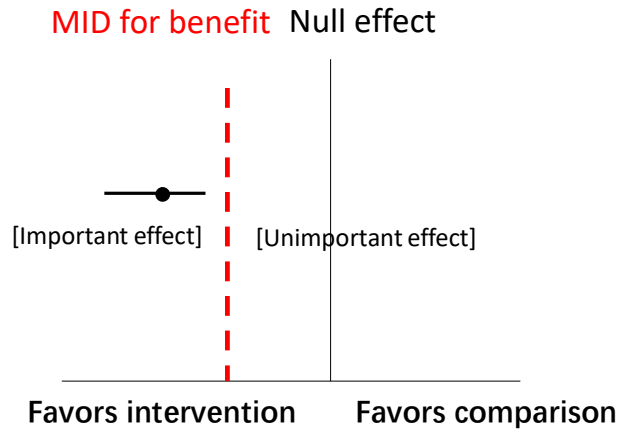 MID for benefit Null effect
[Important effect] [Unimportant effect]
Favors intervention Favors comparison